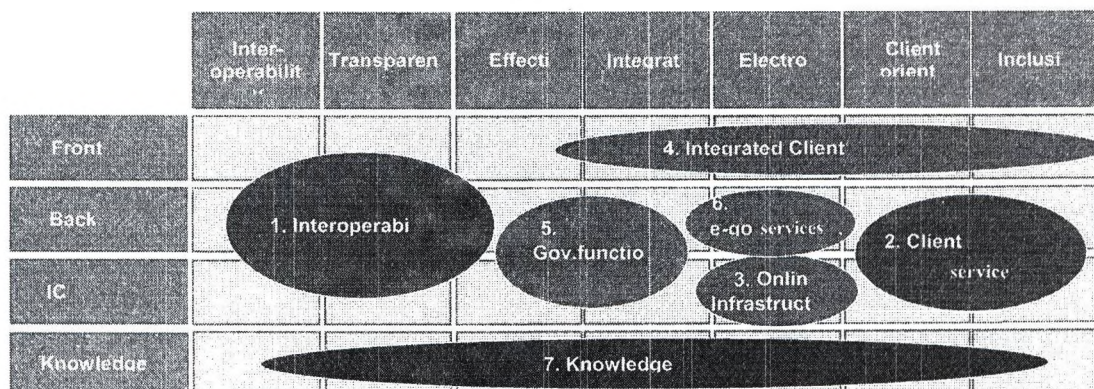 Inter-
operabilit
Transparen
Effecti
Integrat
Electro
Client
orient
Inclusi
Front
4. Integrated Client
Back
1. Interoperabi
5.
Gov.functio
6.
e-go services
2. Client
service
IC
3. Onlin
Infrastruct
Knowledge
7. Knowledge